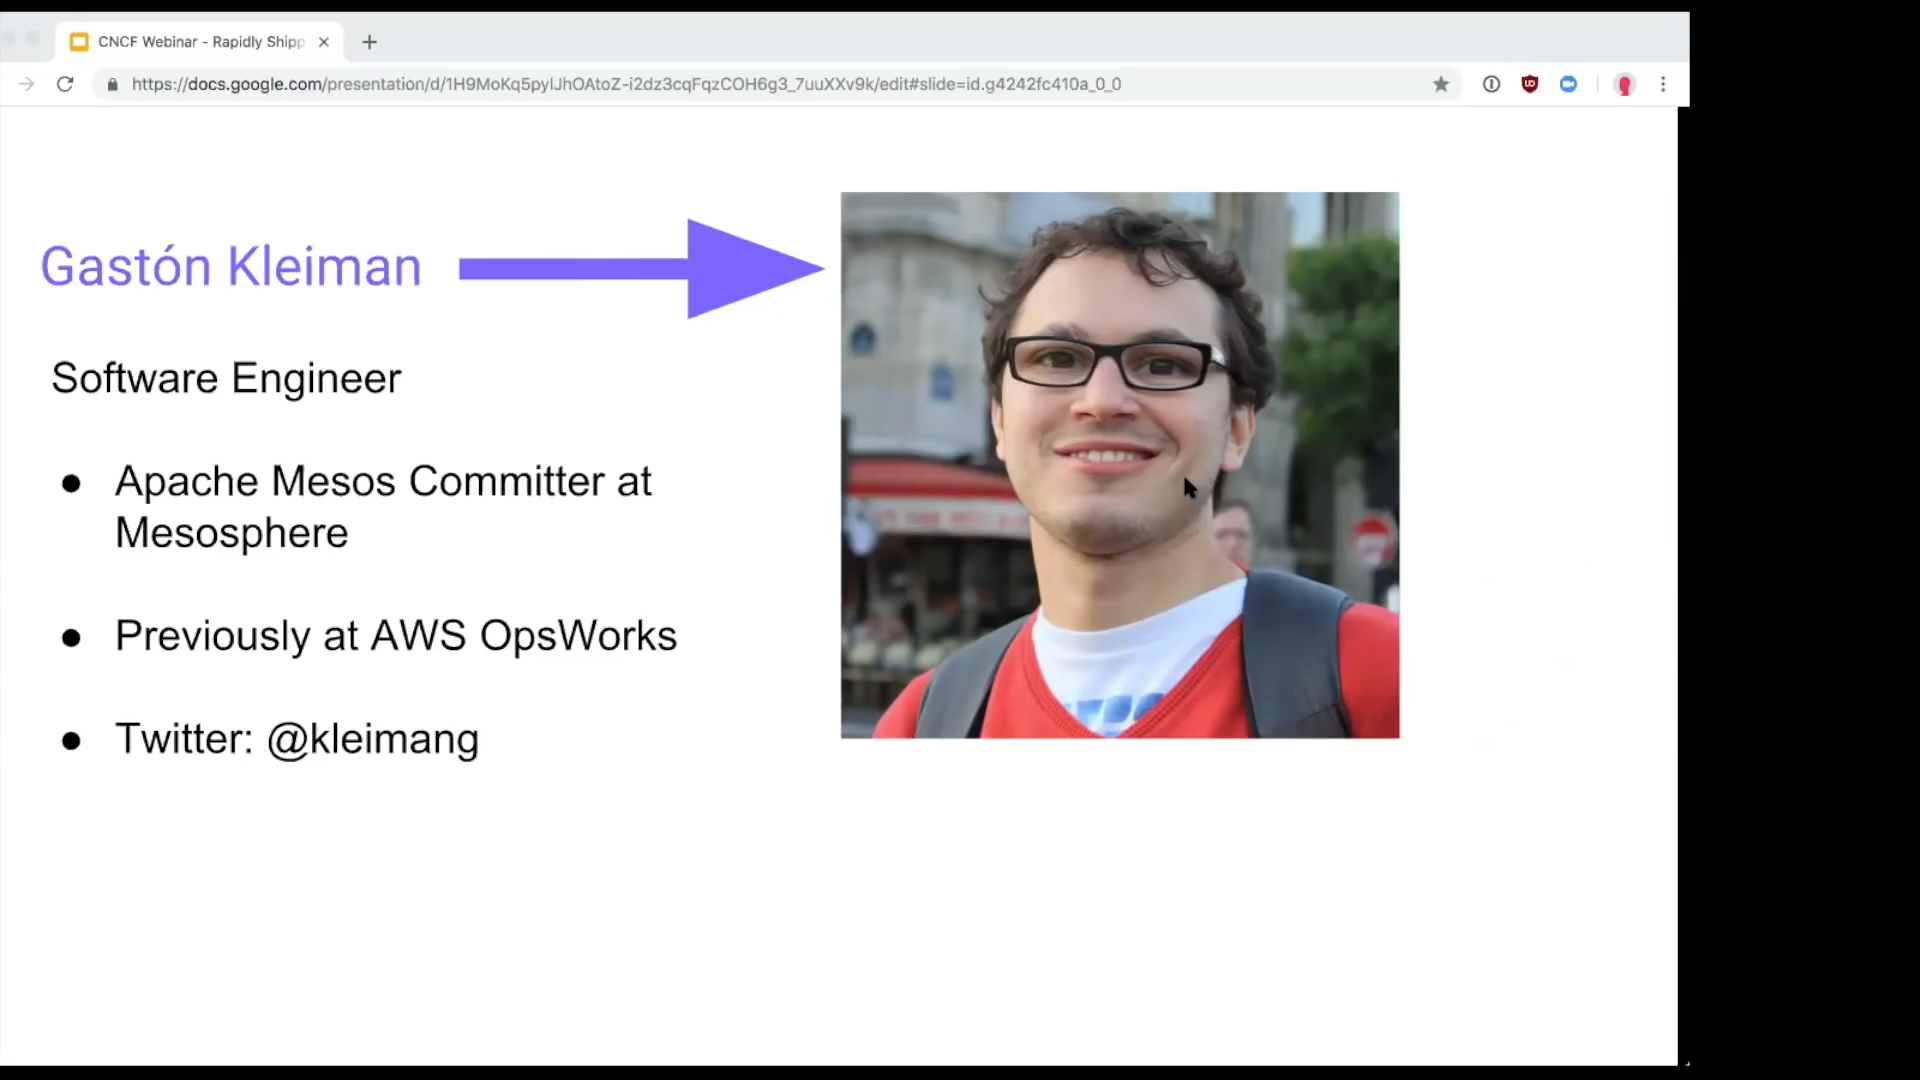 CNCF Webinar - Rapidly Shipp
https://docs.google.com/presentation/d/1H9MoKq5pylJhOAtoZ-i2dz3cqFqzCOH6g3_7uuXXv9k/edit#slide=id.g4242fc410a_0_0
Gastón Kleiman
Software Engineer
● Apache Mesos Committer at
Mesosphere
● Previously at AWS OpsWorks
● Twitter: @kleimang